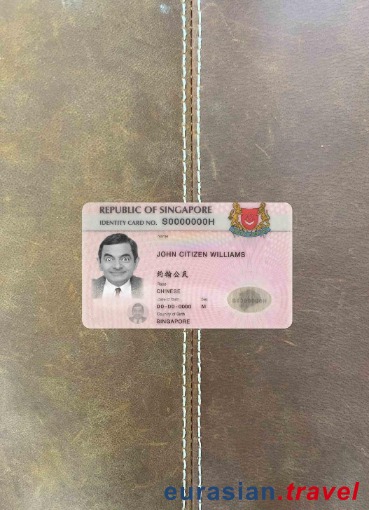 REPUBLIC OF SINGAPORE
IDENTITY CARD NO. S0000000H
Name
JOHN CITIZEN WILLIAMS
约翰公民
Race
CHINESE
Date of birth Sex
00-00-0000 M
Country of birth
SINGAPORE
eurasian.travel